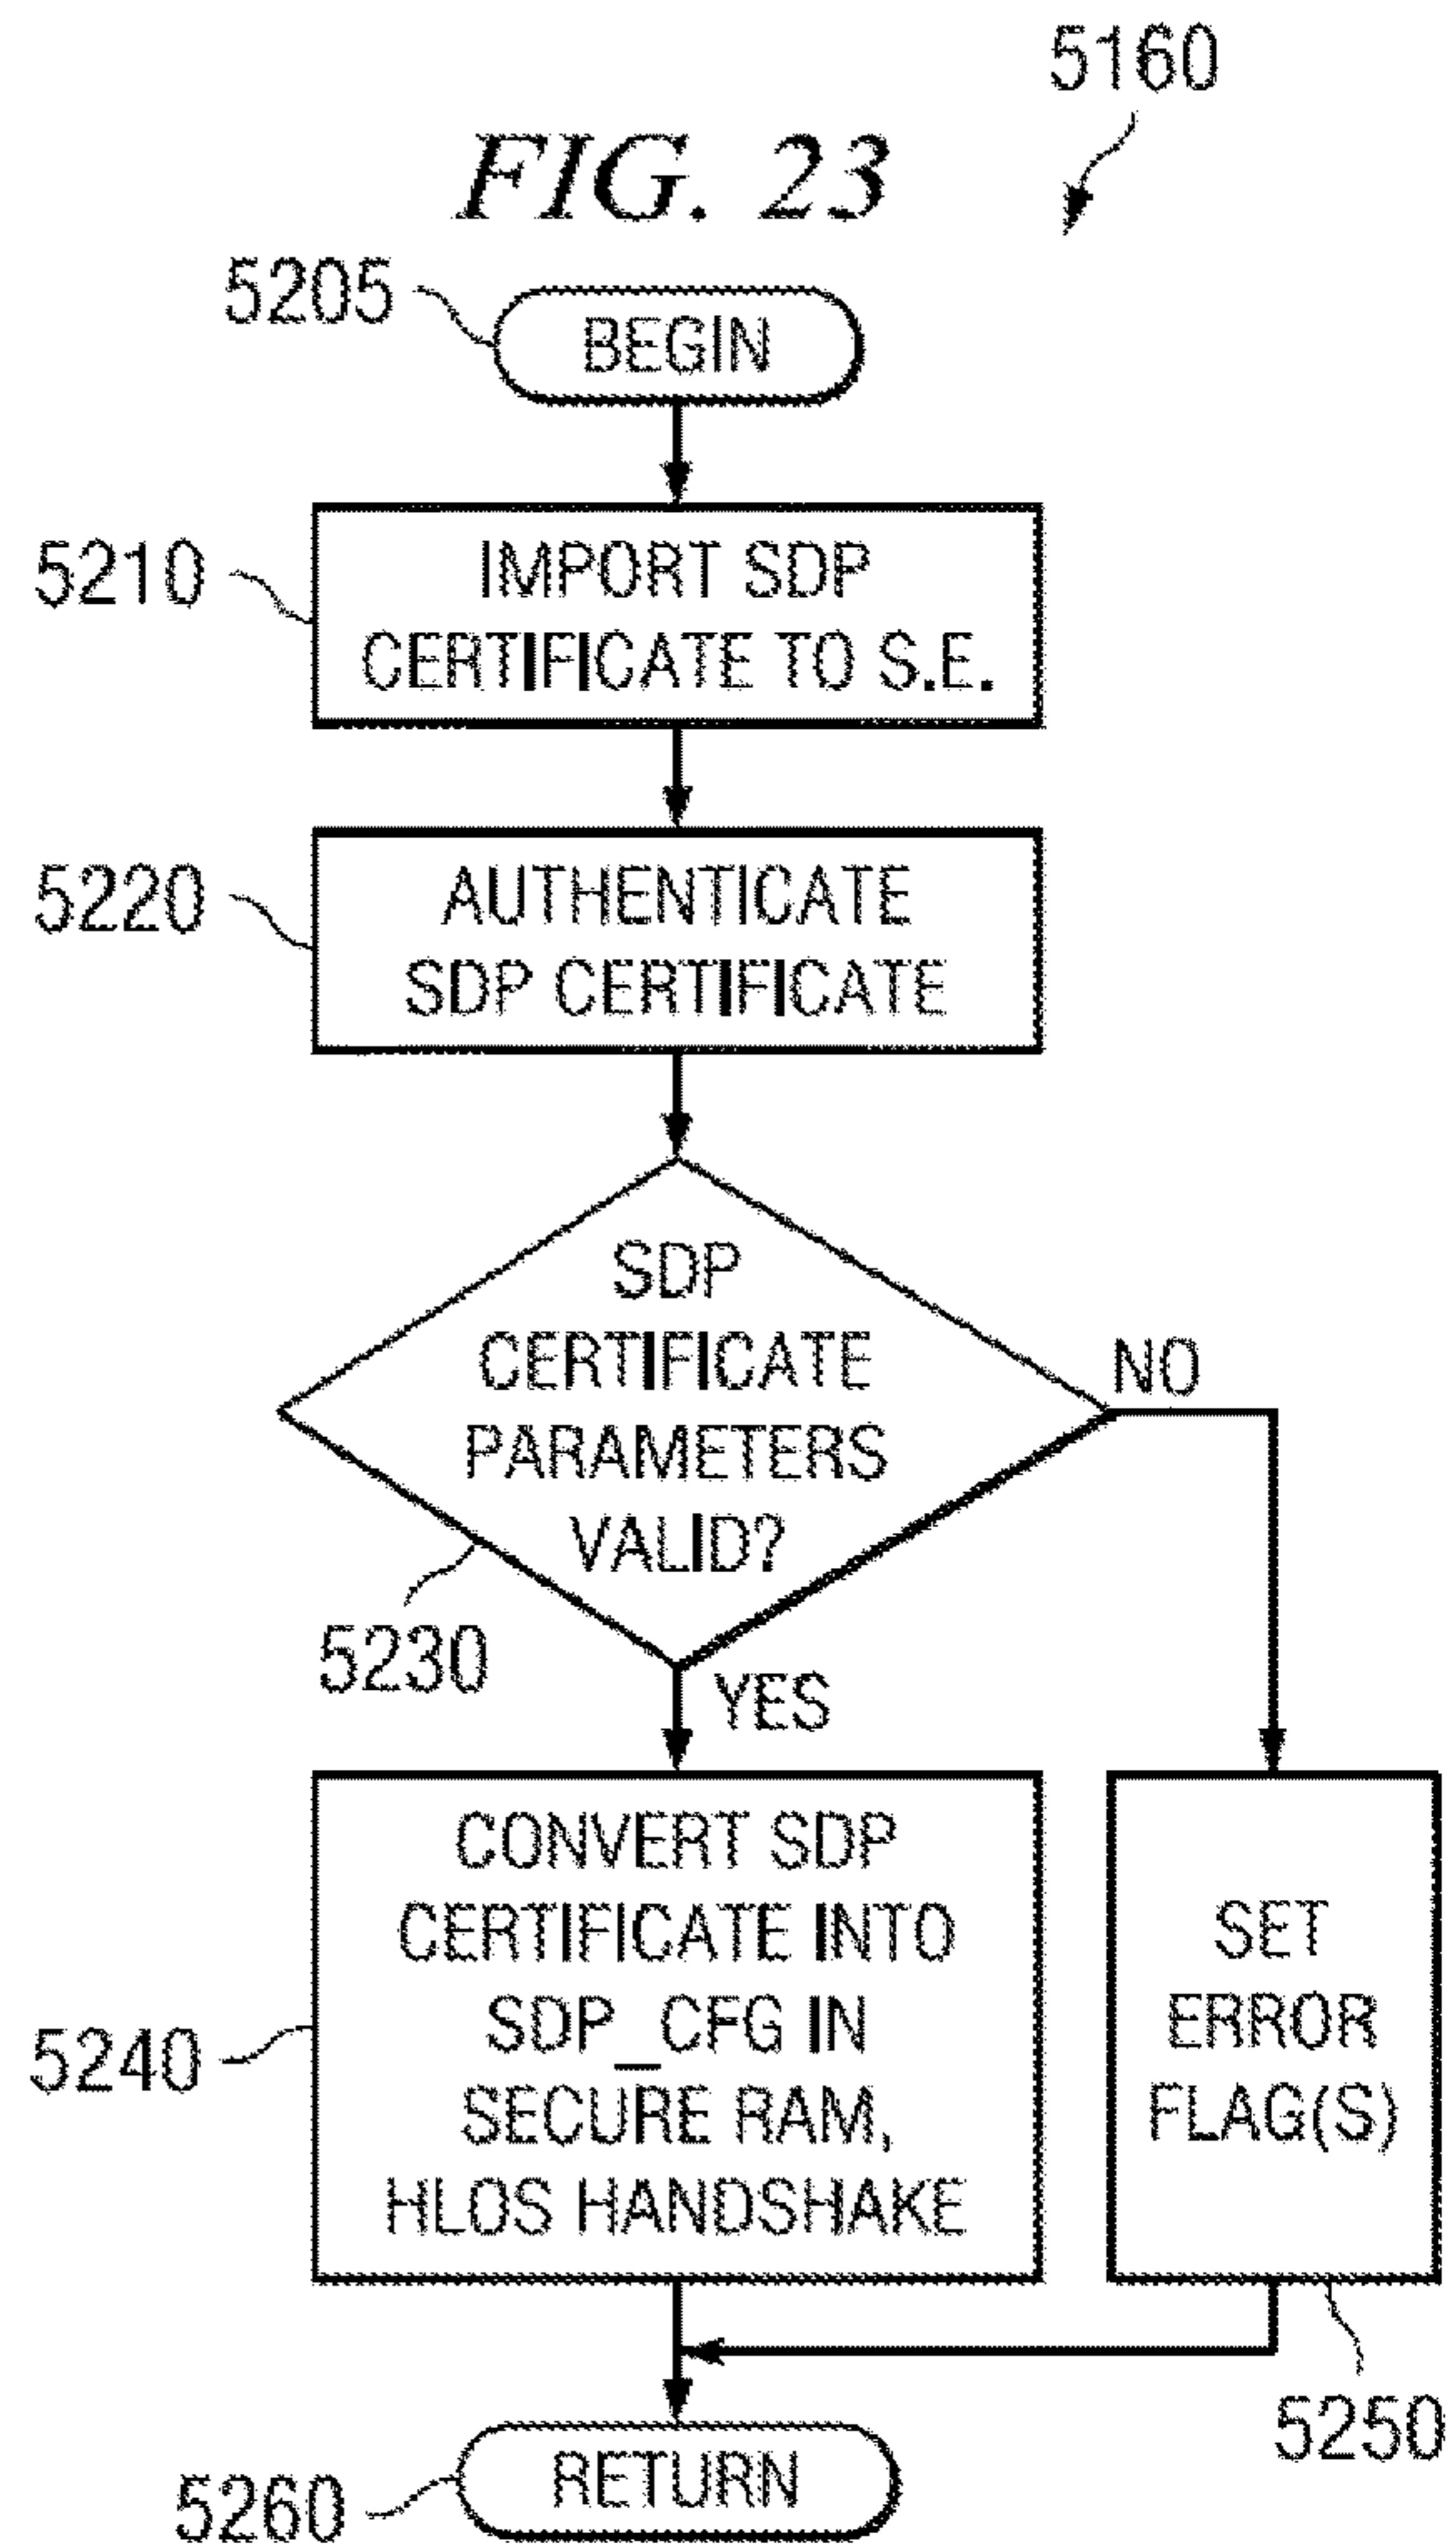 5160
FIG. 23
5205
BEGIN
5210
IMPORT SDP
CERTIFICATE TO S.E.
5220
AUTHENTICATE
SDP CERTIFICATE
SDP
CERTIFICATE
PARAMETERS
VALID?
NO
5230
YES
CONVERT SDP
CERTIFICATE INTO
SDP_CFG IN
SECURE RAM,
HLOS HANDSHAKE
5240
SET
ERROR
FLAG(S)
5250
RETURN
5260